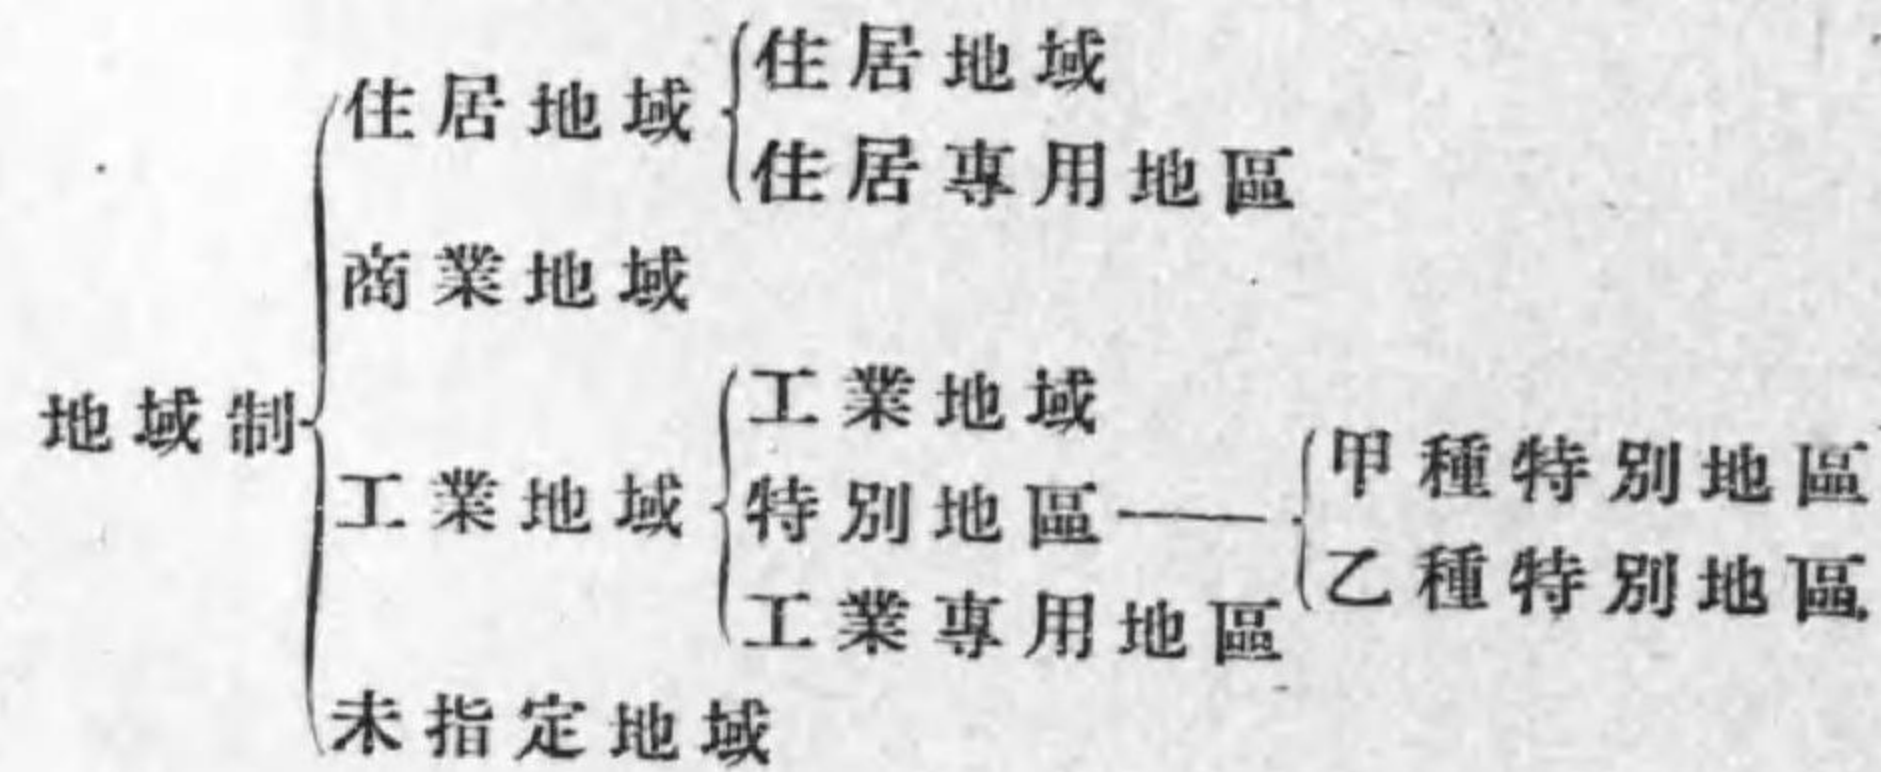 地域制
住居地域
住居地域
住居專用地區
商業地域
工業地域
工業地域
特別地區
甲種特別地區
乙種特別地區
工業專用地區
未指定地域